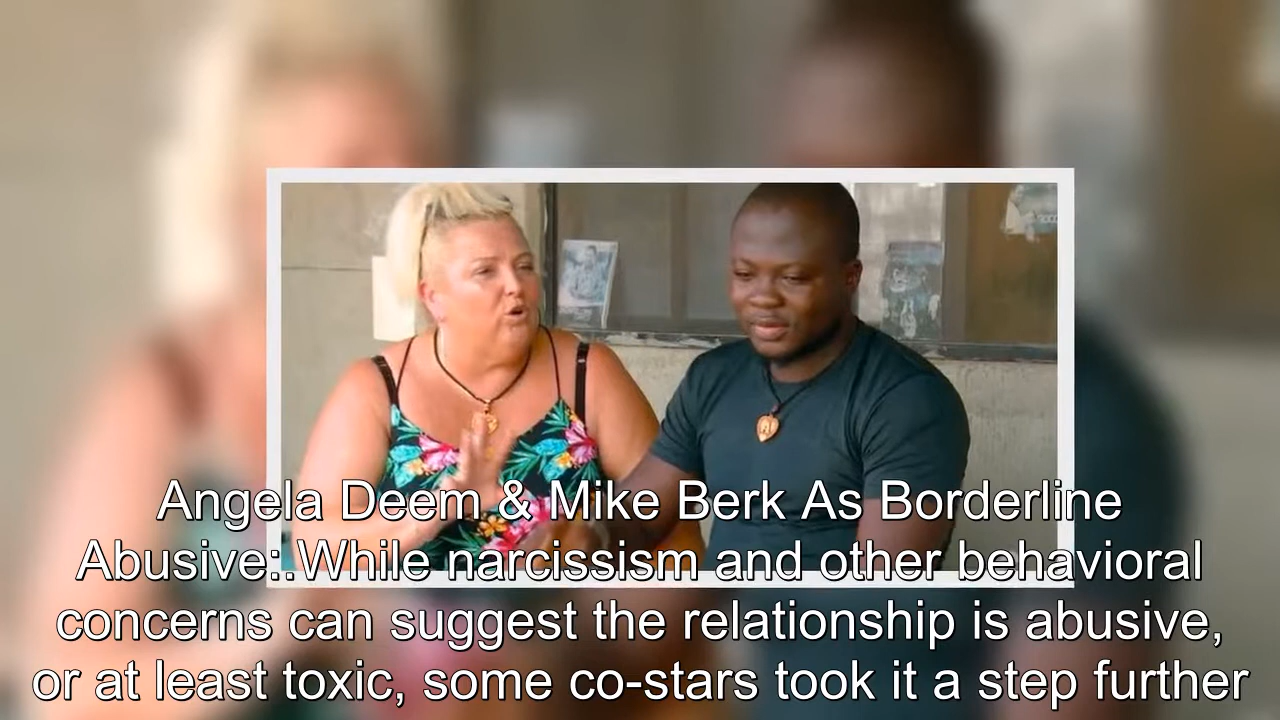 Angela Deem & Mike Berk As Borderline
Abusive:.While narcissism and other behavioral
concerns can suggest the relationship is abusive,
or at least toxic, some co-stars took it a step further